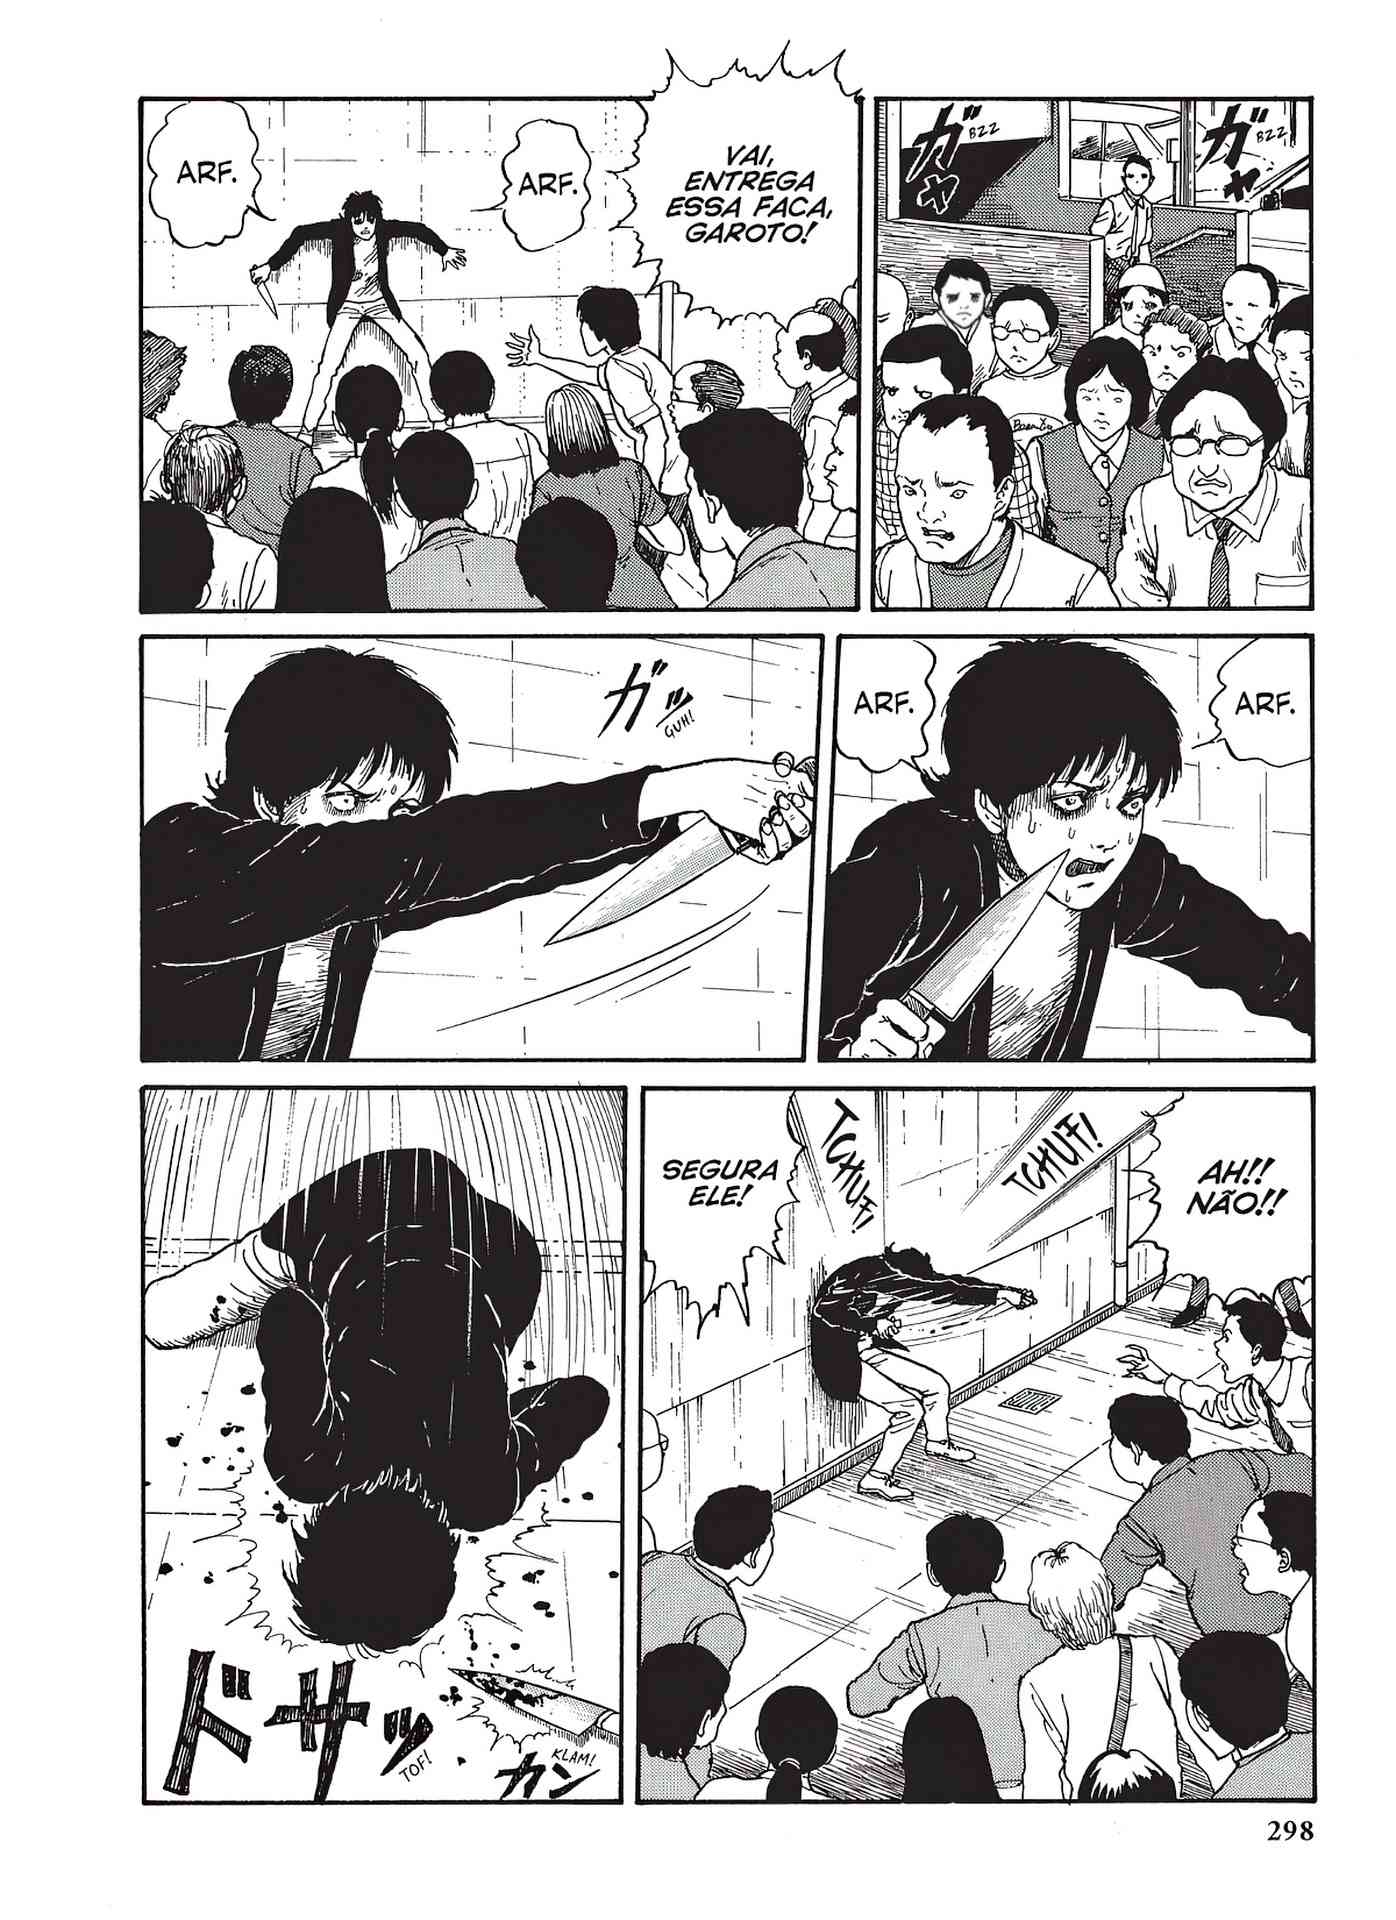 ガヤ
BZZ
ガヤ
BZZ
VAI,
ENTREGA
ESSA FACA,
GAROTO!
ARF.
ARF.
ARF.
ARF.
ガッ
GUH!
AH!!
NÃO!!
TCHUF!
TCHUF!
SEGURA
ELE!
ドサッ
TOF!
KLAM!
カン
298